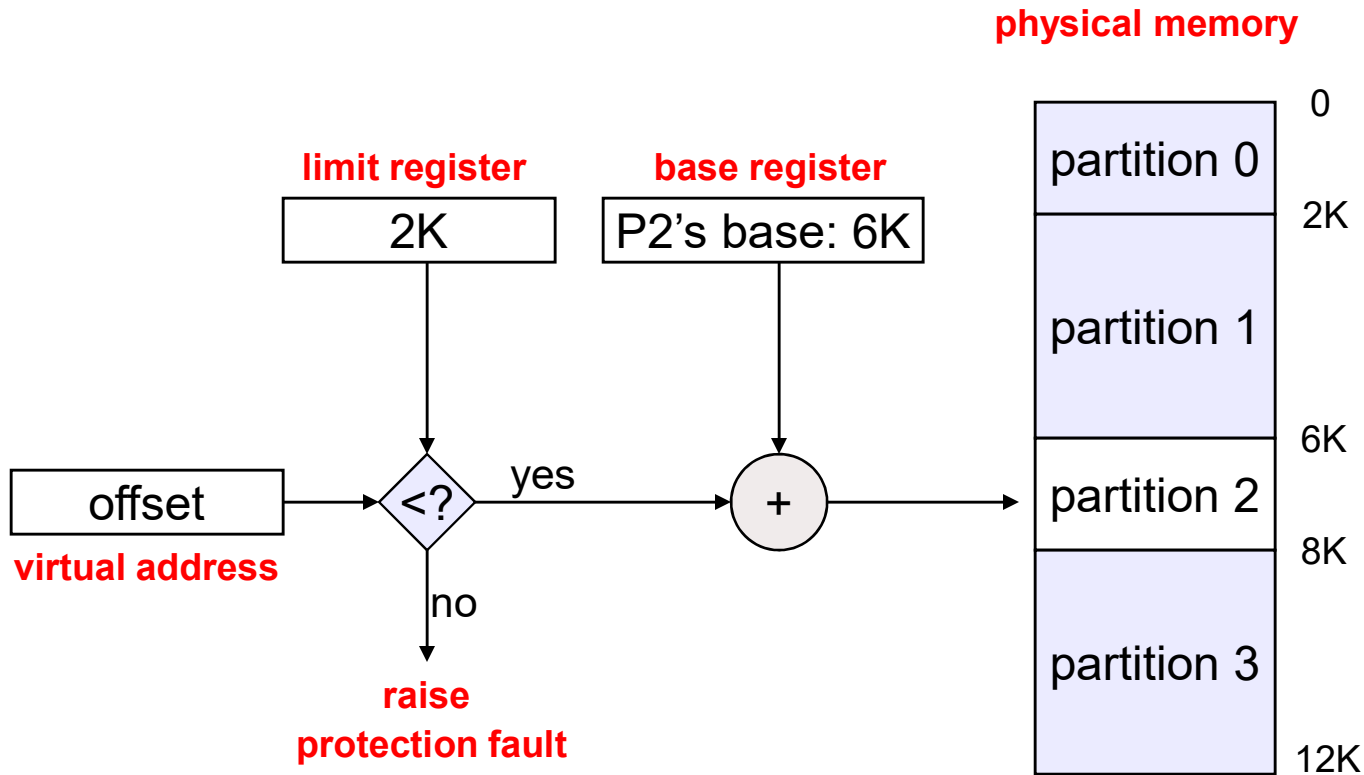 physical memory
0
limit register
base register
partition 0
2K
P2’s base: 6K
2K
partition 1
6K
offset
<?
yes
+
partition 2
virtual address
8K
no
partition 3
raise
protection fault
12K